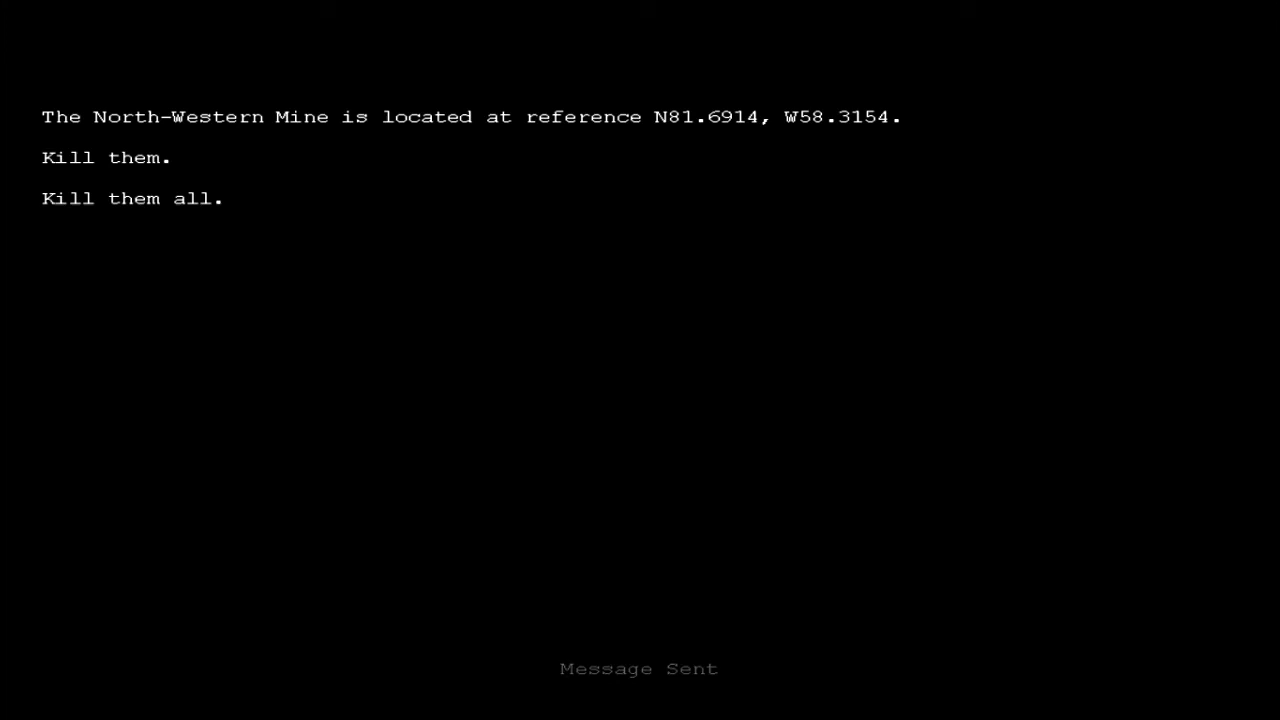 The North-Western Mine is located at reference N81.6914, W58.3154.
Kill them.
Kill them all.
Message Sent